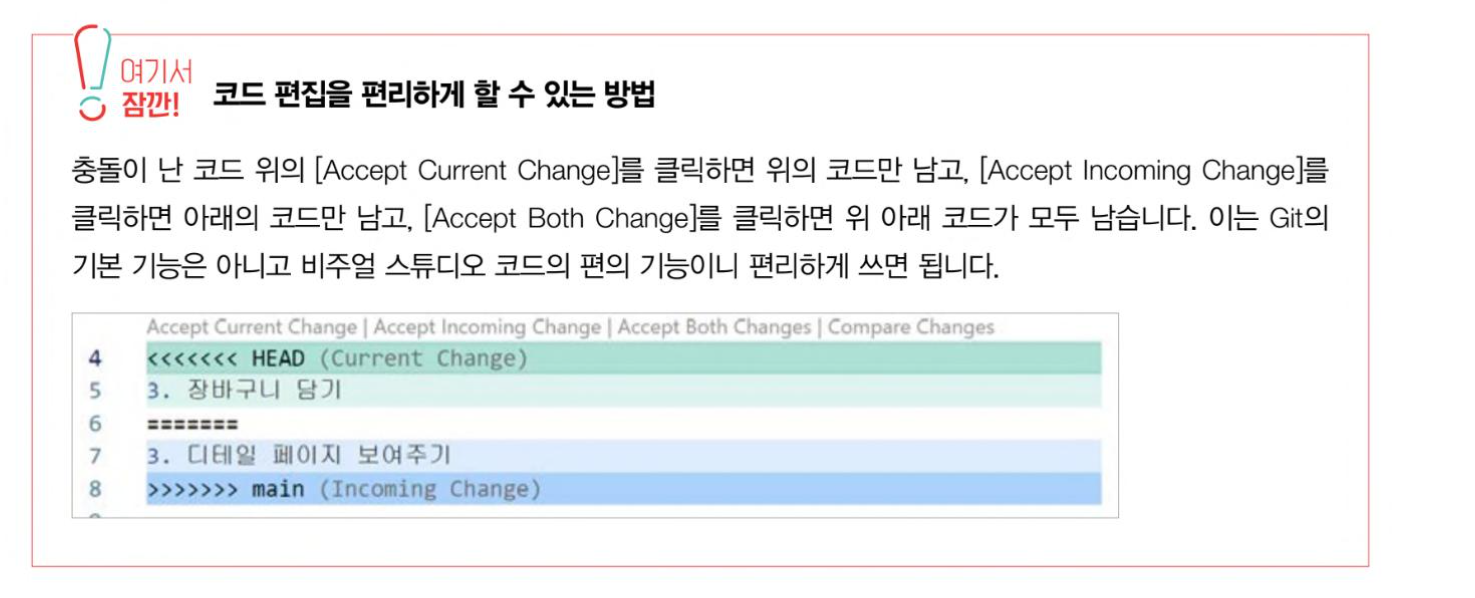 여기서
잠깐!
코드 편집을 편리하게 할 수 있는 방법
충돌이 난 코드 위의 [Accept Current Change]를 클릭하면 위의 코드만 남고, [Accept Incoming Change]를
클릭하면 아래의 코드만 남고, [Accept Both Change]를 클릭하면 위 아래 코드가 모두 남습니다. 이는 Git의
기본 기능은 아니고 비주얼 스튜디오 코드의 편의 기능이니 편리하게 쓰면 됩니다.
Accept Current Change | Accept Incoming Change | Accept Both Changes | Compare Changes
4 <<<<<<< HEAD (Current Change)
5 3. 장바구니 담기
6 =======
7 3. 디테일 페이지 보여주기
8 >>>>>>> main (Incoming Change)